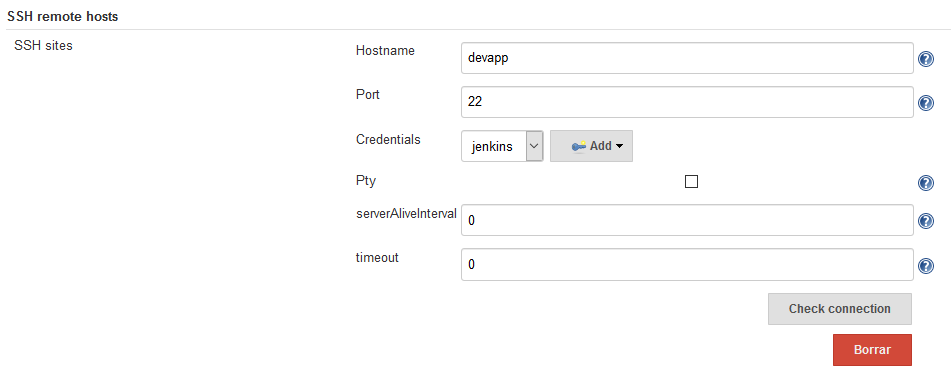 SSH remote hosts
SSH sites
Hostname
devapp
Port
22
Credentials
jenkins
Add
Pty
serverAliveInterval
0
timeout
0
Check connection
Borrar